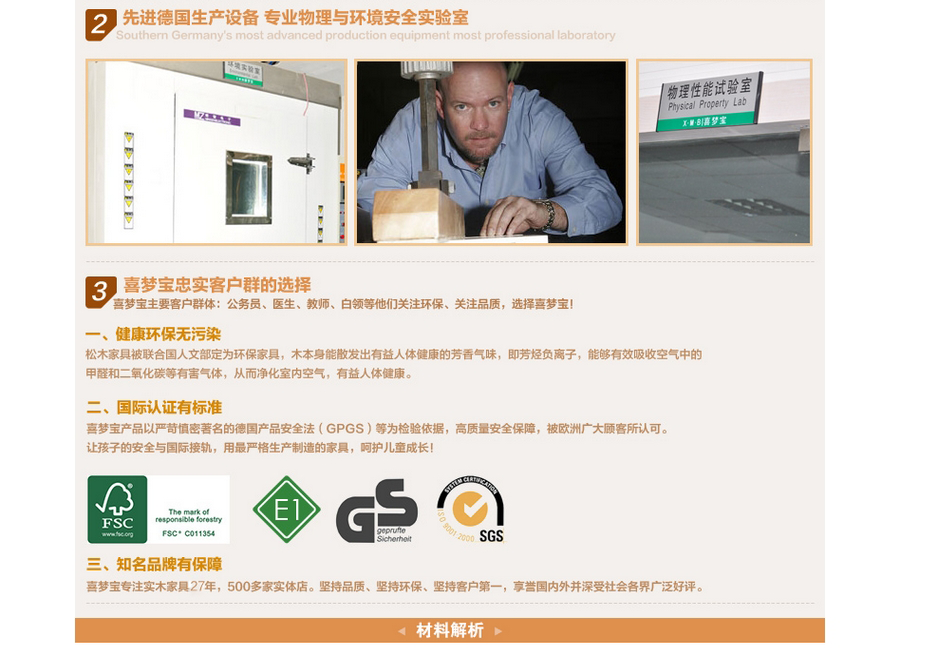 2
先进德国生产设备 专业物理与环境安全实验室
Southern Germany's most advanced production equipment most professional laboratory
环境实验室
物理性能试验室
Physical Property Lab
X·M·B|喜梦宝
3
喜梦宝忠实客户群的选择
喜梦宝主要客户群体：公务员、医生、教师、白领等他们关注环保、关注品质，选择喜梦宝！
一、健康环保无污染
松木家具被联合国人文部定为环保家具，木本身能散发出有益人体健康的芳香气味，即芳烃负离子，能够有效吸收空气中的
甲醛和二氧化碳等有害气体，从而净化室内空气，有益人体健康。
二、国际认证有标准
喜梦宝产品以严苛慎密著名的德国产品安全法（GPGS）等为检验依据，高质量安全保障，被欧洲广大顾客所认可。
让孩子的安全与国际接轨，用最严格生产制造的家具，呵护儿童成长！
FSC
www.fsc.org
The mark of
responsible forestry
FSC® C011354
E1
GS
geprüfte
Sicherheit
SYSTEM CERTIFICATION
ISO 9001:2000
SGS
三、知名品牌有保障
喜梦宝专注实木家具27年，500多家实体店。坚持品质、坚持环保、坚持客户第一，享誉国内外并深受社会各界广泛好评。
材料解析